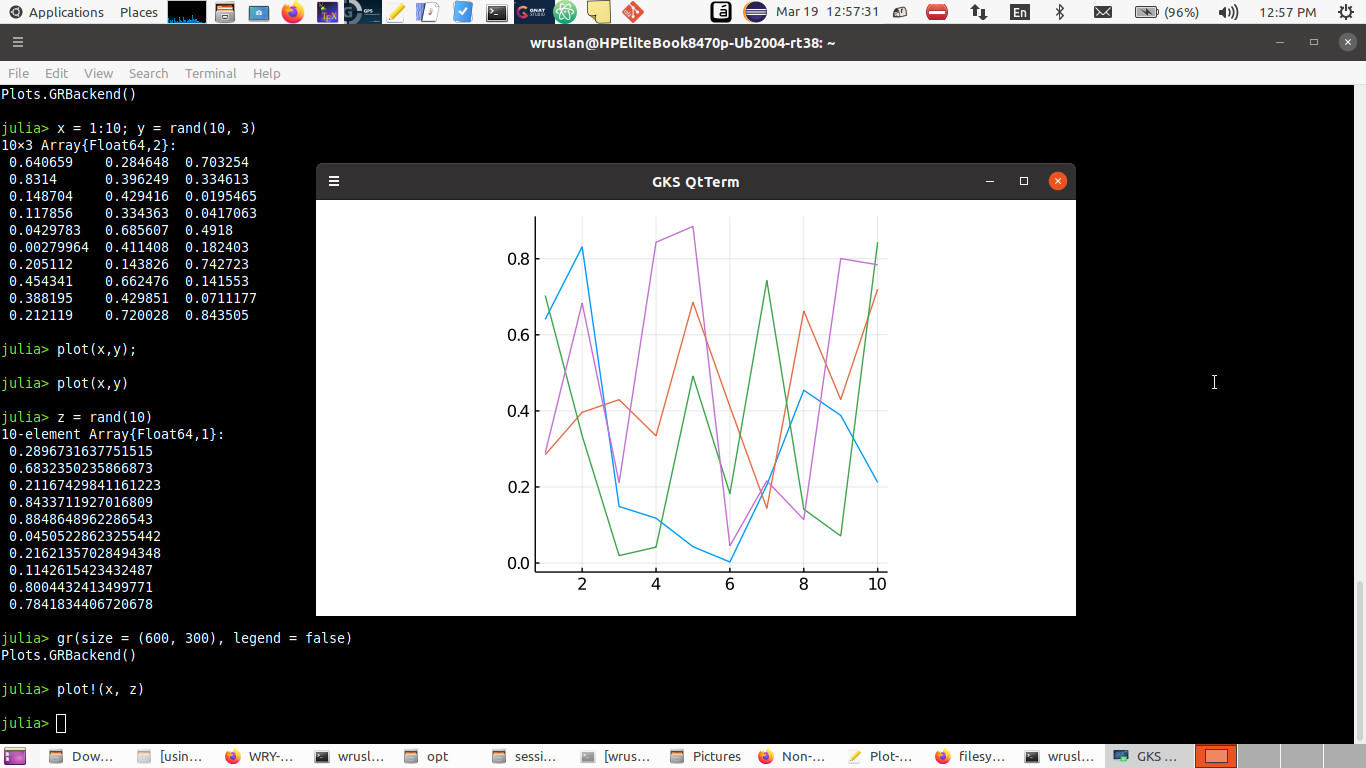 Applications Places Mar 19 12:57:31 En (96%) 12:57 PM
wruslan@HPEliteBook8470p-Ub2004-rt38: ~
File Edit View Search Terminal Help
Plots.GRBackend()
julia> x = 1:10; y = rand(10, 3)
10×3 Array{Float64,2}:
0.640659 0.284648 0.703254
0.8314 0.396249 0.334613
0.148704 0.429416 0.0195465
0.117856 0.334363 0.0417063
0.0429783 0.685607 0.4918
0.00279964 0.411408 0.182403
0.205112 0.143826 0.742723
0.454341 0.662476 0.141553
0.388195 0.429851 0.0711177
0.212119 0.720028 0.843505
julia> plot(x,y);
julia> plot(x,y)
julia> z = rand(10)
10-element Array{Float64,1}:
0.2896731637751515
0.6832350235866873
0.21167429841161223
0.8433711927016809
0.8848648962286543
0.04505228623255442
0.21621357028494348
0.1142615423432487
0.8004432413499771
0.7841834406720678
julia> gr(size = (600, 300), legend = false)
Plots.GRBackend()
julia> plot!(x, z)
julia>
GKS QtTerm
0.8
0.6
0.4
0.2
0.0
2 4 6 8 10
Dow... [usin... WRY-... wrusl... opt sessi... [wrus... Pictures Non-... Plot-... filesy... wrusl... GKS ...